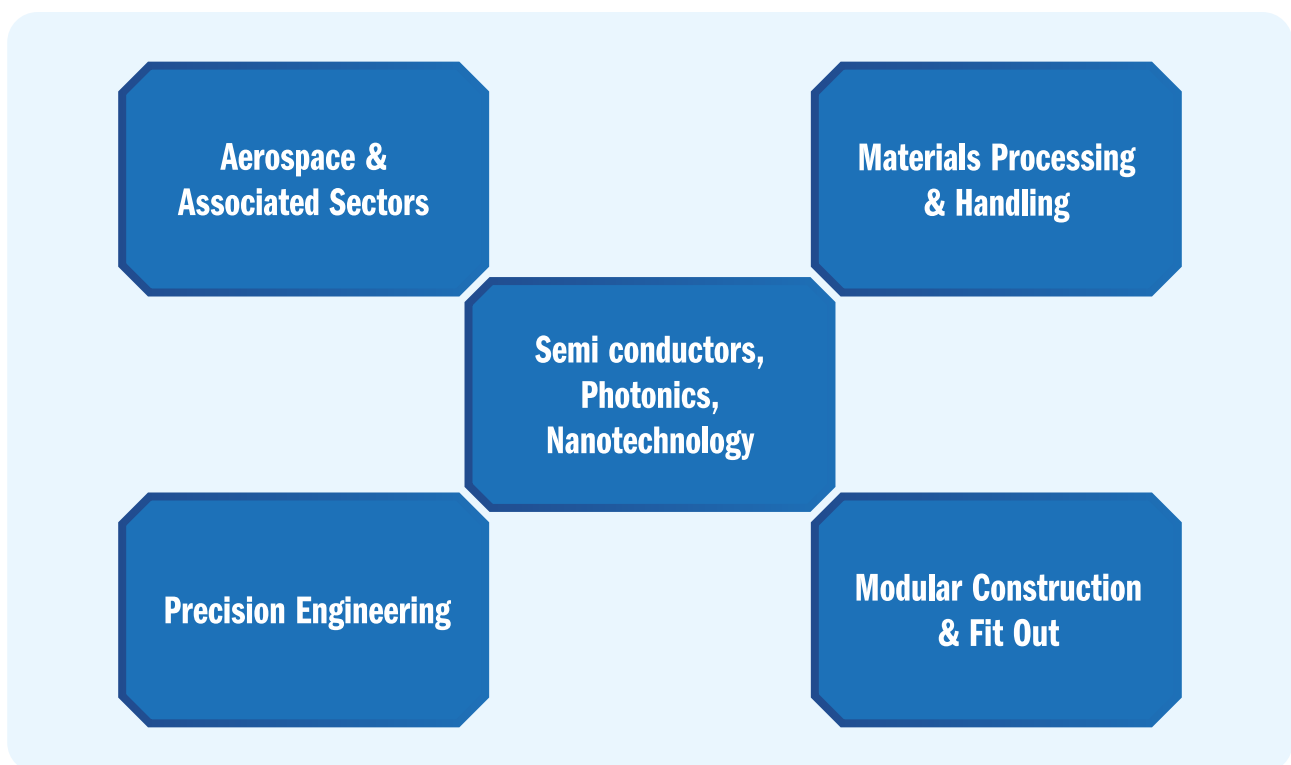 Aerospace &
Associated Sectors
Materials Processing
& Handling
Semi conductors,
Photonics,
Nanotechnology
Precision Engineering
Modular Construction
& Fit Out